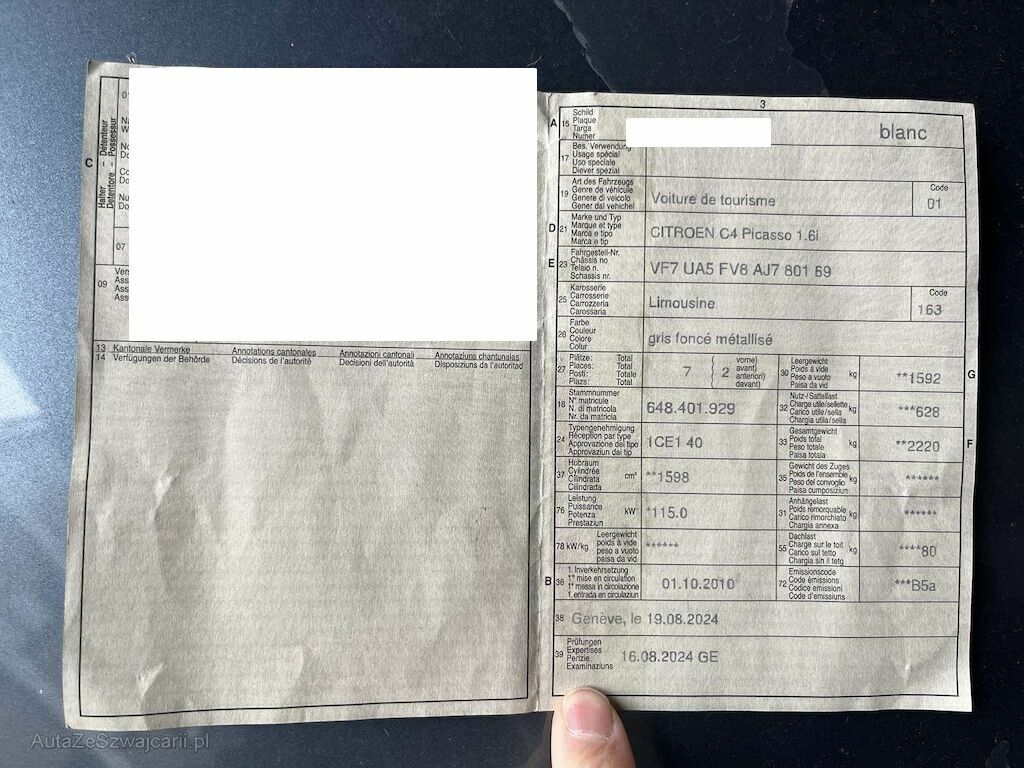 C
Halter - Détenteur
Detentore - Possessur
07
09
13 Kantonale Vermerke Annotations cantonales Annotazioni cantonali Annotaziuns chantunalas
14 Verfügungen der Behörde Décisions de l'autorité Decisioni dell'autorità Disposiziuns da l'autoritad
3
A 15 Schild
Plaque
Targa
Numer
blanc
17 Bes. Verwendung
Usage spécial
Uso speciale
Diever spezial
19 Art des Fahrzeugs
Genre de véhicule
Genere di veicolo
Gener dal vehichel
Voiture de tourisme
Code
01
D 21 Marke und Typ
Marque et type
Marca e tipo
Marca e tip
CITROEN C4 Picasso 1.6i
E 23 Fahrgestell-Nr.
Châssis no
Telaio n.
Schassis nr.
VF7 UA5 FV8 AJ7 801 69
25 Karosserie
Carrosserie
Carrozzeria
Carossaria
Limousine
Code
163
26 Farbe
Couleur
Colore
Colur
gris foncé métallisé
27 Plätze: Total
Places: Total
Posti: Totale
Plazs: Total
7 ( 2 vorne)
avant)
anteriori)
davant)
30 Leergewicht
Poids à vide
Peso a vuoto
Paisa da vid
kg
**1592
G
18 Stammnummer
N° matricule
N. di matricola
Nr. da matricla
648.401.929
32 Nutz-/Sattellast
Charge utile/sellette
Carico utile/sella
Chargia utila/sella
kg
***628
24 Typengenehmigung
Réception par type
Approvazione del tipo
Approvaziun dal tip
1CE1 40
33 Gesamtgewicht
Poids total
Peso totale
Paisa totala
kg
**2220
F
37 Hubraum
Cylindrée
Cilindrata
Cilindrada
cm³
**1598
35 Gewicht des Zuges
Poids de l'ensemble
Peso del convoglio
Paisa cumposiziun
kg
******
76 Leistung
Puissance
Potenza
Prestaziun
kW
*115.0
31 Anhängelast
Poids remorquable
Carico rimorchiato
Chargia annexa
kg
******
78 kW/kg Leergewicht
poids à vide
peso a vuoto
paisa da vid
******
55 Dachlast
Charge sur le toit
Carico sul tetto
Chargia sin il tetg
kg
****80
B 36 1. Inverkehrsetzung
1re mise en circulation
1a messa in circolazione
1. entrada en circulaziun
01.10.2010
72 Emissionscode
Code émissions
Codice emissioni
Code d'emissiuns
***B5a
38 Genève, le 19.08.2024
39 Prüfungen
Expertises
Perizie
Examinaziuns
16.08.2024 GE
AutaZeSzwajcarii.pl